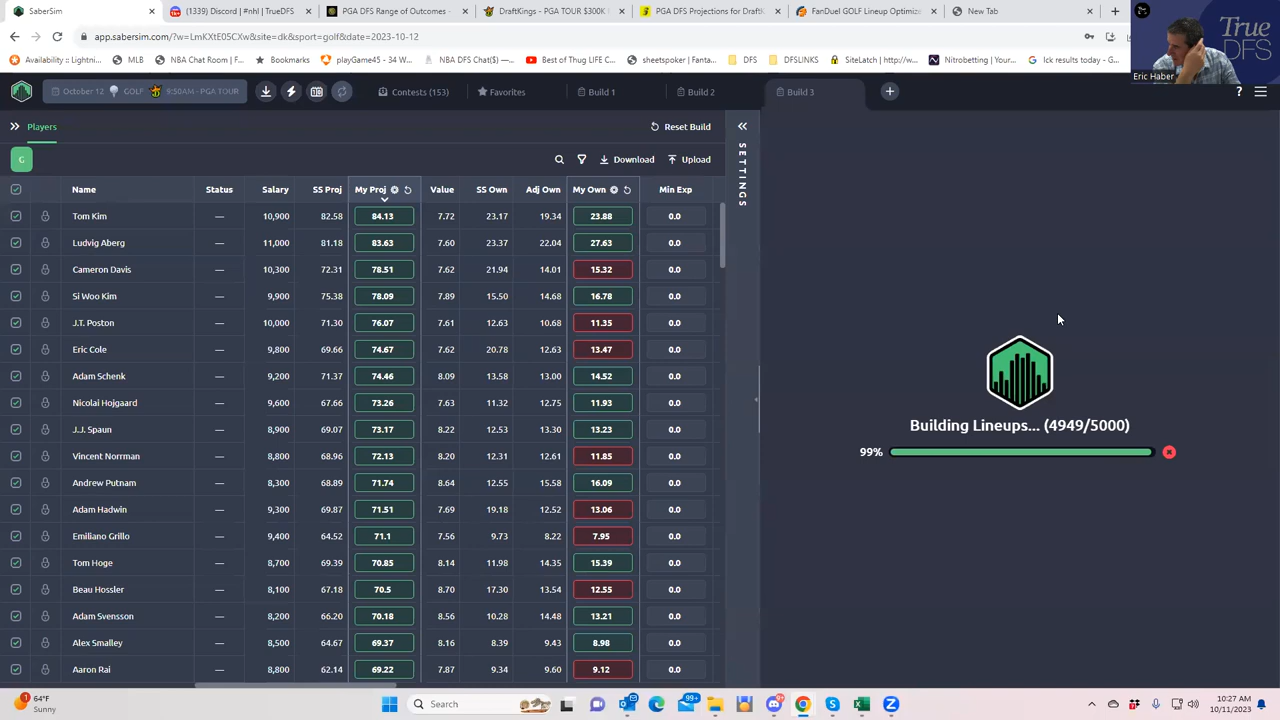 SaberSim
(1339) Discord | #nhl | TrueDFS
PGA DFS Range of Outcomes -
DraftKings - PGA TOUR $300K
PGA DFS Projections for Draft
FanDuel GOLF Lineup Optimize
New Tab
app.sabersim.com/?w=LmKXtE05CXw&site=dk&sport=golf&date=2023-10-12
Availability :: Lightni...
MLB
NBA Chat Room | F...
Bookmarks
playGame45 - 34 W...
NBA DFS Chat($) —...
Best of Thug LIFE C...
sheetspoker | Fanta...
DFS
DFSLINKS
SiteLatch | http://w...
Nitrobetting | Your...
Ick results today - G...
True
DFS
Eric Haber
October 12 GOLF 9:50AM - PGA TOUR
Contests (153)
Favorites
Build 1
Build 2
Build 3
?
Players
Reset Build
G
Download
Upload
SETTINGS
Name Status Salary SS Proj My Proj Value SS Own Adj Own My Own Min Exp
Tom Kim — 10,900 82.58 84.13 7.72 23.17 19.34 23.88 0.0
Ludvig Aberg — 11,000 81.18 83.63 7.60 23.37 22.04 27.63 0.0
Cameron Davis — 10,300 72.31 78.51 7.62 21.94 14.01 15.32 0.0
Si Woo Kim — 9,900 75.38 78.09 7.89 15.50 14.68 16.78 0.0
J.T. Poston — 10,000 71.30 76.07 7.61 12.63 10.68 11.35 0.0
Eric Cole — 9,800 69.66 74.67 7.62 20.78 12.63 13.47 0.0
Adam Schenk — 9,200 71.37 74.46 8.09 13.58 13.00 14.52 0.0
Nicolai Hojgaard — 9,600 67.66 73.26 7.63 11.32 12.75 11.93 0.0
J.J. Spaun — 8,900 69.07 73.17 8.22 12.53 13.30 13.23 0.0
Vincent Norrman — 8,800 68.96 72.13 8.20 12.31 12.61 11.85 0.0
Andrew Putnam — 8,300 68.89 71.74 8.64 12.55 15.58 16.09 0.0
Adam Hadwin — 9,300 69.87 71.51 7.69 19.18 12.52 13.06 0.0
Emiliano Grillo — 9,400 64.52 71.1 7.56 9.73 8.22 7.95 0.0
Tom Hoge — 8,700 69.39 70.85 8.14 11.98 14.35 15.39 0.0
Beau Hossler — 8,100 67.18 70.5 8.70 17.30 13.54 12.55 0.0
Adam Svensson — 8,200 66.20 70.18 8.56 10.28 14.48 13.21 0.0
Alex Smalley — 8,500 64.67 69.37 8.16 8.39 9.43 8.98 0.0
Aaron Rai — 8,800 62.14 69.22 7.87 9.34 9.60 9.12 0.0
Building Lineups... (4949/5000)
99%
64°F
Sunny
Search
99+
10:27 AM
10/11/2023